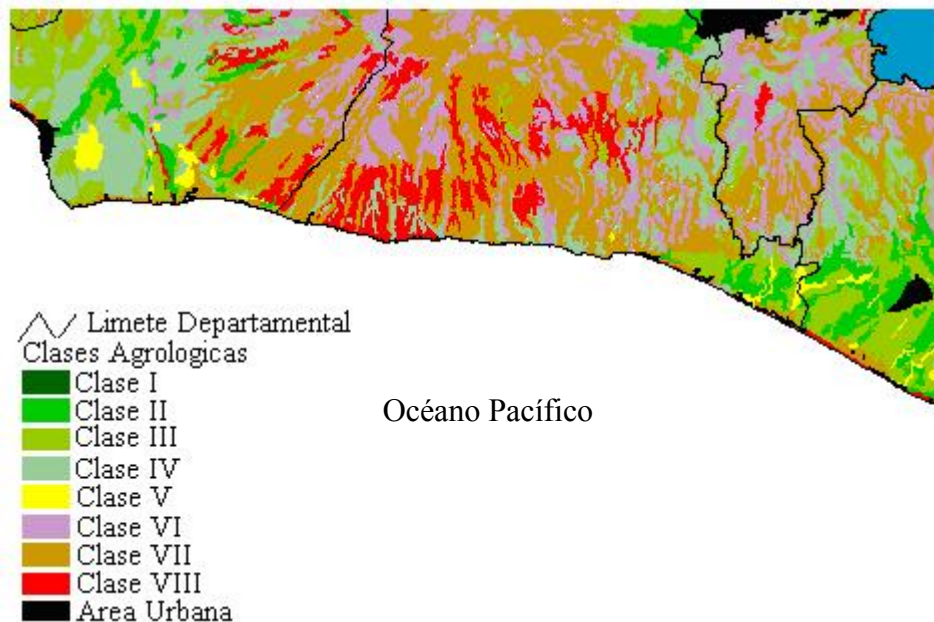 Limete Departamental
Clases Agrologicas
Clase I
Clase II
Clase III
Clase IV
Clase V
Clase VI
Clase VII
Clase VIII
Area Urbana
Océano Pacífico